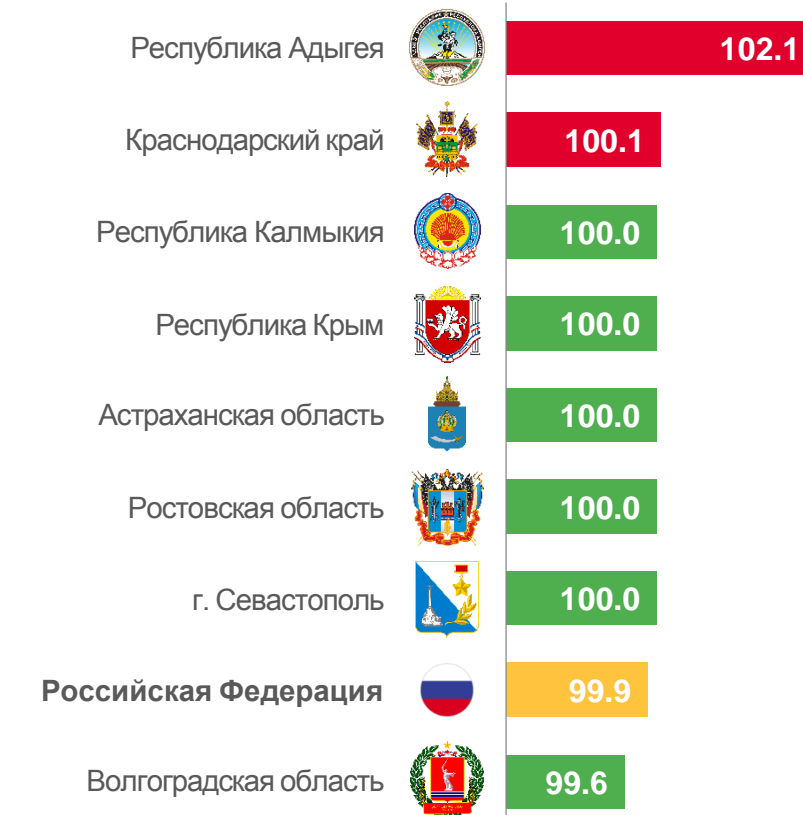 Республика Адыгея 102.1
Краснодарский край 100.1
Республика Калмыкия 100.0
Республика Крым 100.0
Астраханская область 100.0
Ростовская область 100.0
г. Севастополь 100.0
Российская Федерация 99.9
Волгоградская область 99.6